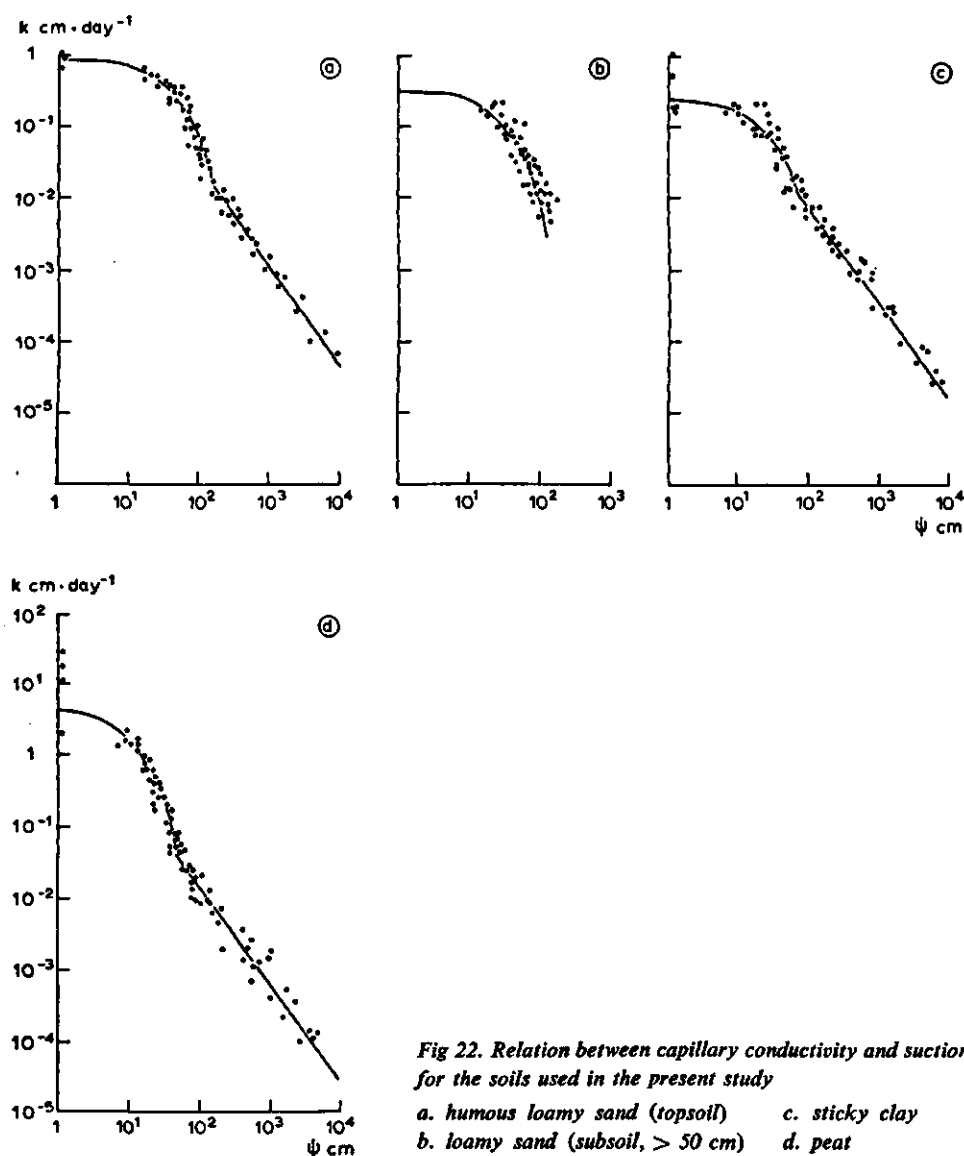 k cm·day⁻¹
ⓐ
ⓑ
ⓒ
1
10⁻¹
10⁻²
10⁻³
10⁻⁴
10⁻⁵
1 10¹ 10² 10³ 10⁴
1 10¹ 10² 10³
1 10¹ 10² 10³ 10⁴
ψ cm
k cm·day⁻¹
ⓓ
10²
10¹
1
10⁻¹
10⁻²
10⁻³
10⁻⁴
10⁻⁵
1 10¹ 10² 10³ 10⁴
ψ cm
Fig 22. Relation between capillary conductivity and suction
for the soils used in the present study
a. humous loamy sand (topsoil) c. sticky clay
b. loamy sand (subsoil, > 50 cm) d. peat